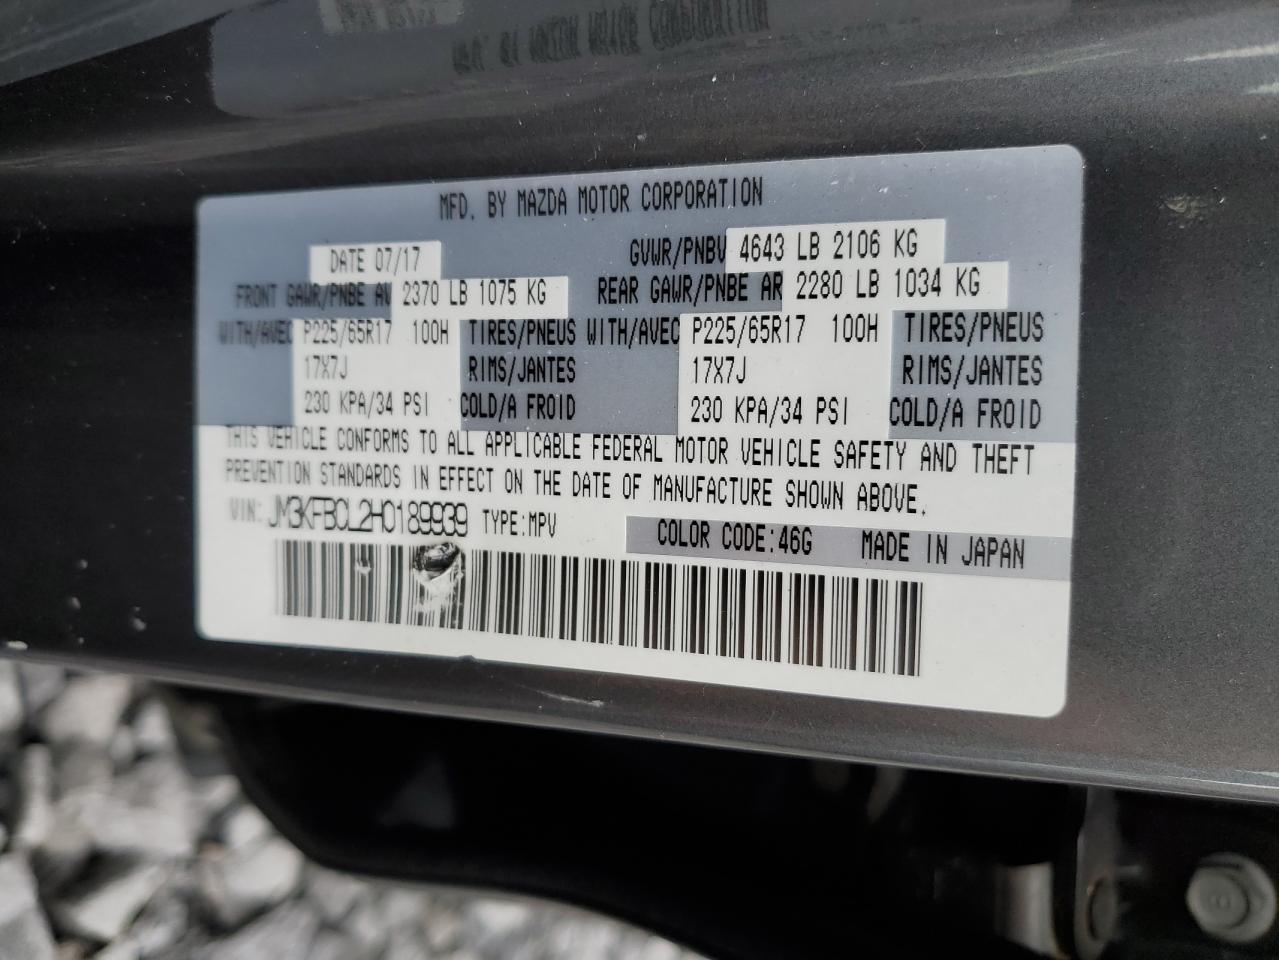 MFD. BY MAZDA MOTOR CORPORATION
DATE 07/17 GVWR/PNBV 4643 LB 2106 KG
FRONT GAWR/PNBE AV 2370 LB 1075 KG REAR GAWR/PNBE AR 2280 LB 1034 KG
WITH/AVEC P225/65R17 100H TIRES/PNEUS WITH/AVEC P225/65R17 100H TIRES/PNEUS
17X7J RIMS/JANTES 17X7J RIMS/JANTES
230 KPA/34 PSI COLD/A FROID 230 KPA/34 PSI COLD/A FROID
THIS VEHICLE CONFORMS TO ALL APPLICABLE FEDERAL MOTOR VEHICLE SAFETY AND THEFT
PREVENTION STANDARDS IN EFFECT ON THE DATE OF MANUFACTURE SHOWN ABOVE.
VIN: JM3KFBCL2H0189939 TYPE:MPV COLOR CODE:46G MADE IN JAPAN